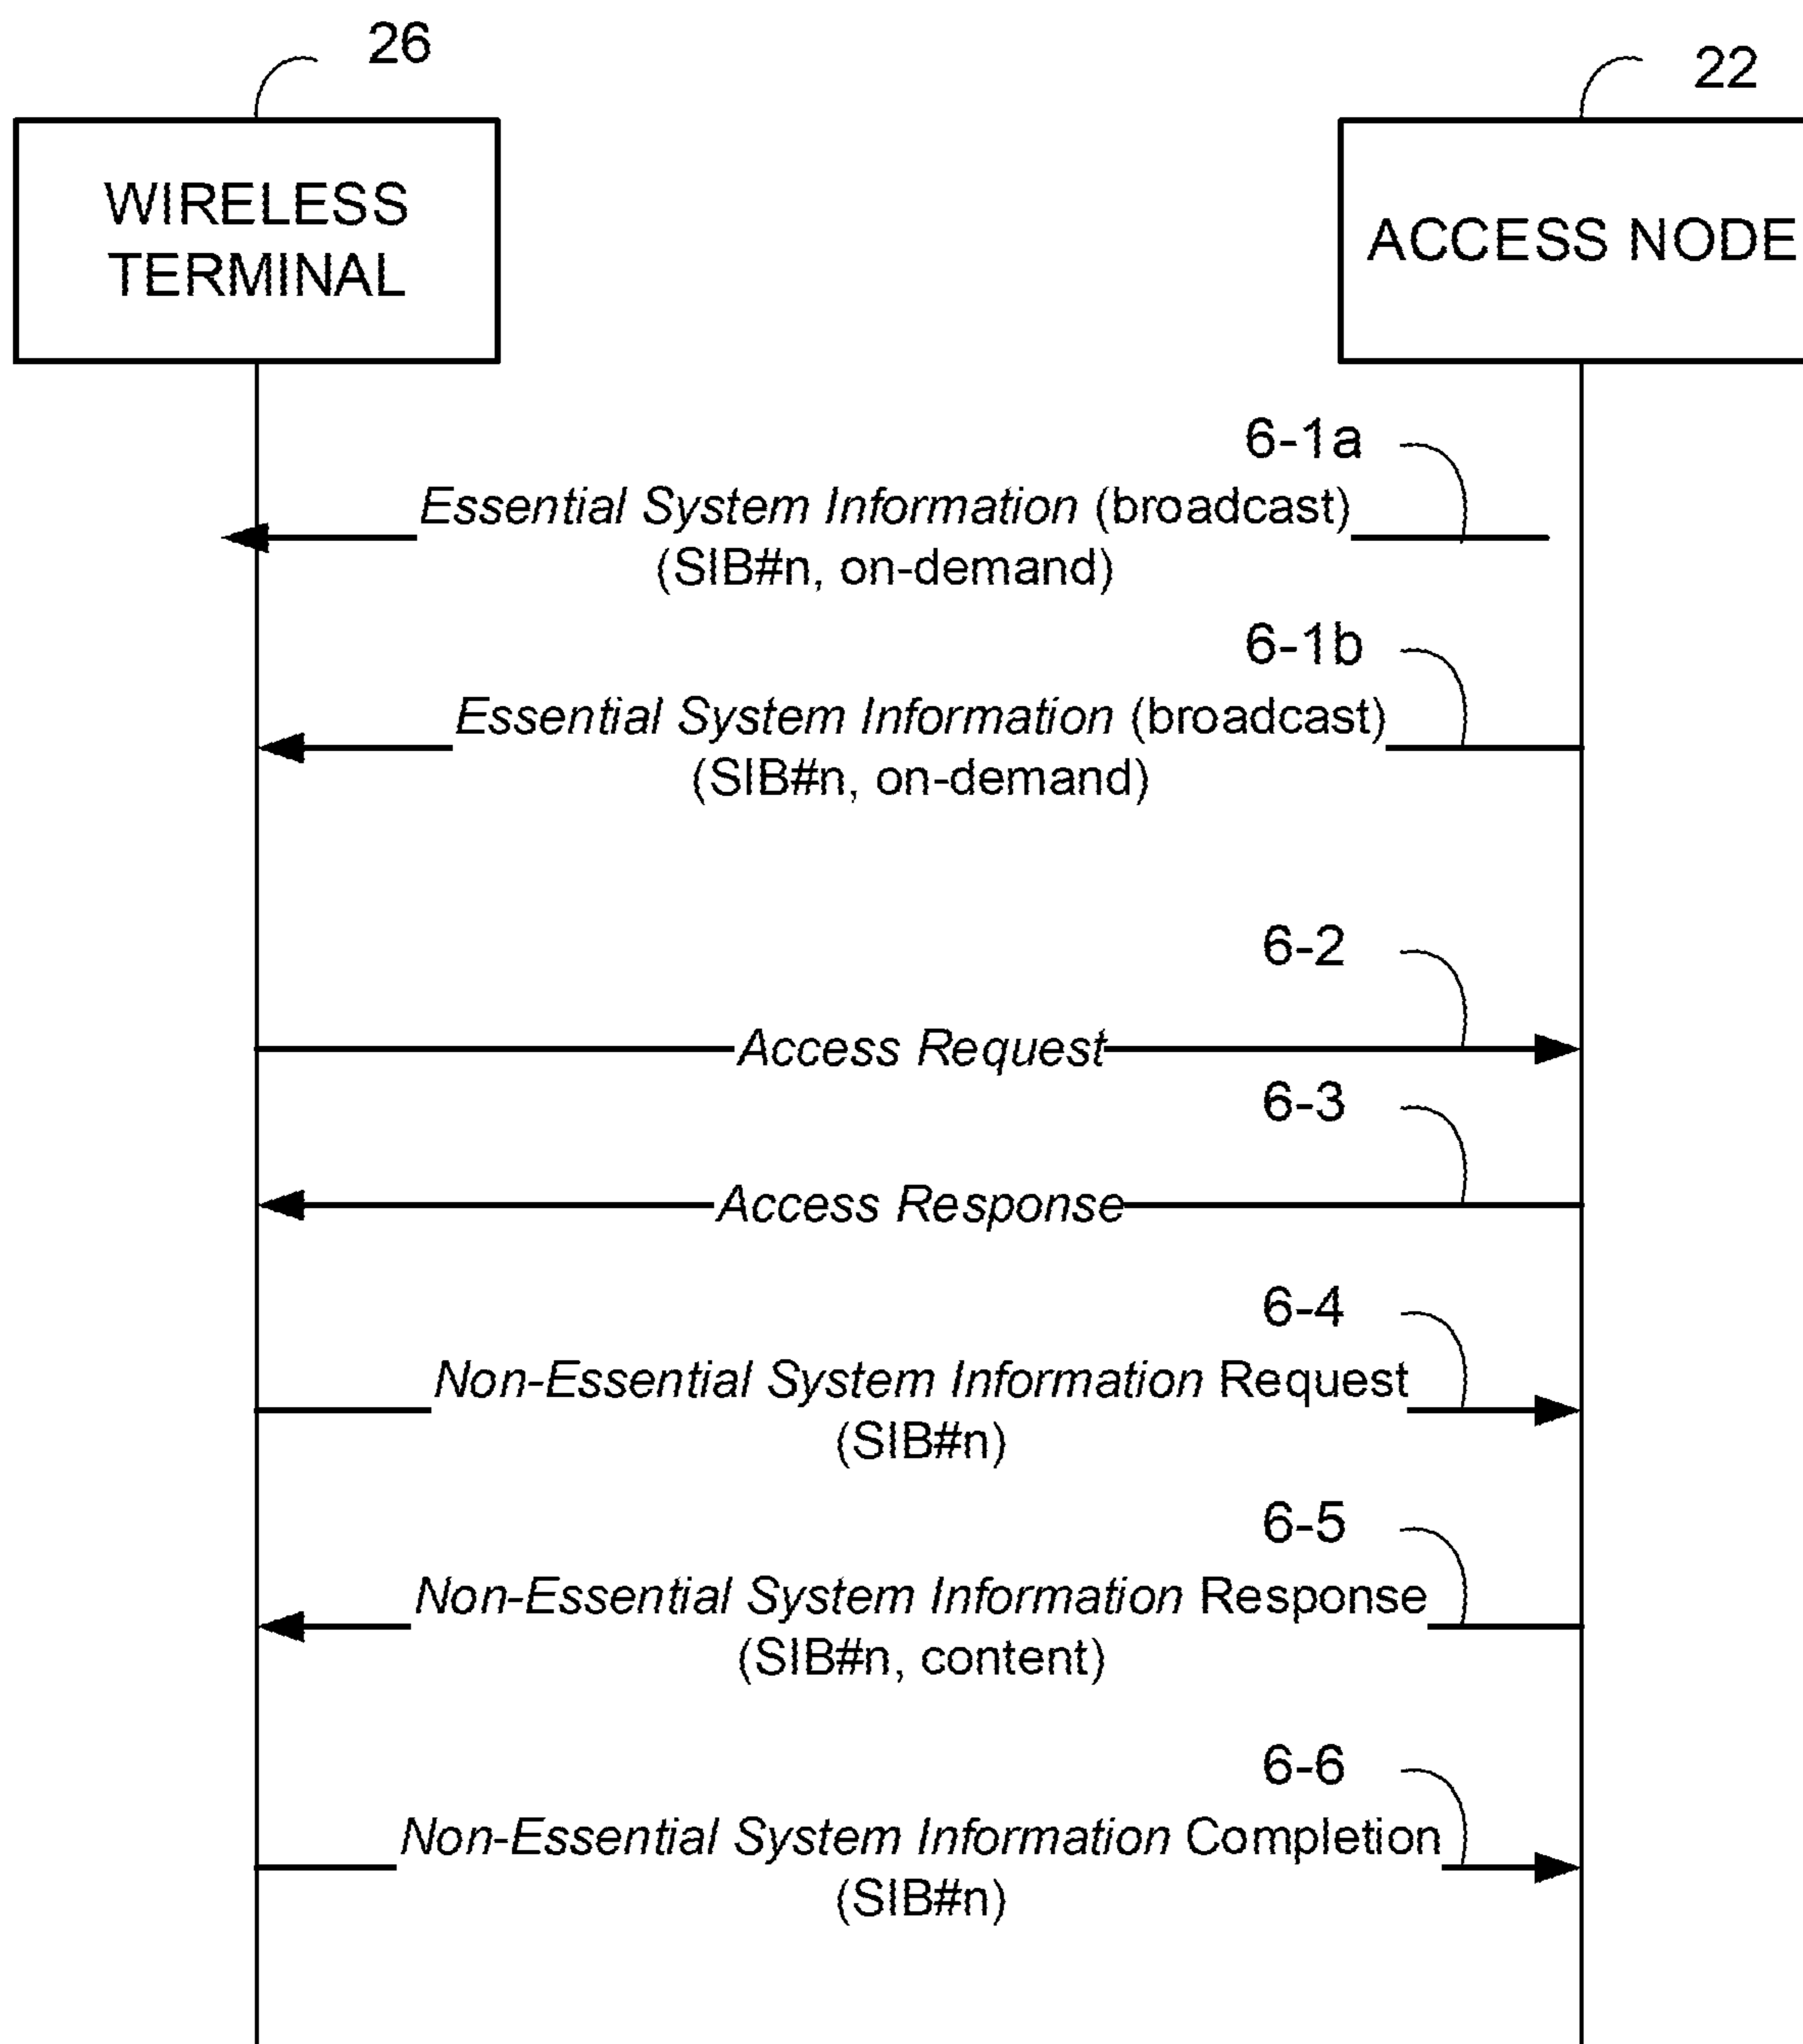 26
22
WIRELESS
TERMINAL
ACCESS NODE
6-1a
Essential System Information (broadcast)
(SIB#n, on-demand)
6-1b
Essential System Information (broadcast)
(SIB#n, on-demand)
6-2
Access Request
6-3
Access Response
6-4
Non-Essential System Information Request
(SIB#n)
6-5
Non-Essential System Information Response
(SIB#n, content)
6-6
Non-Essential System Information Completion
(SIB#n)